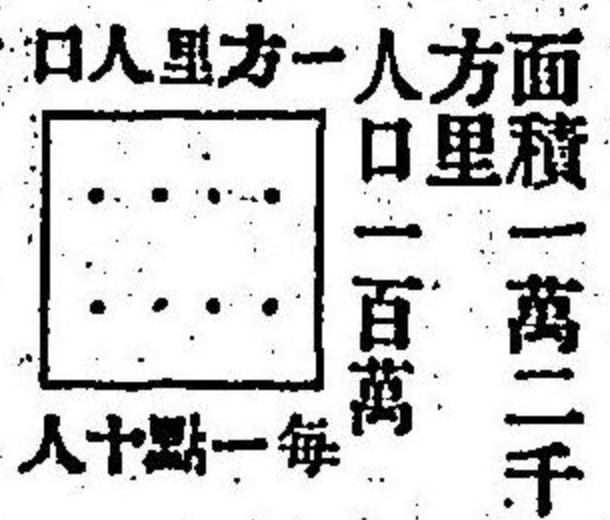 面積一萬二千
方里
人口一百萬
一方里人口
每一點十人